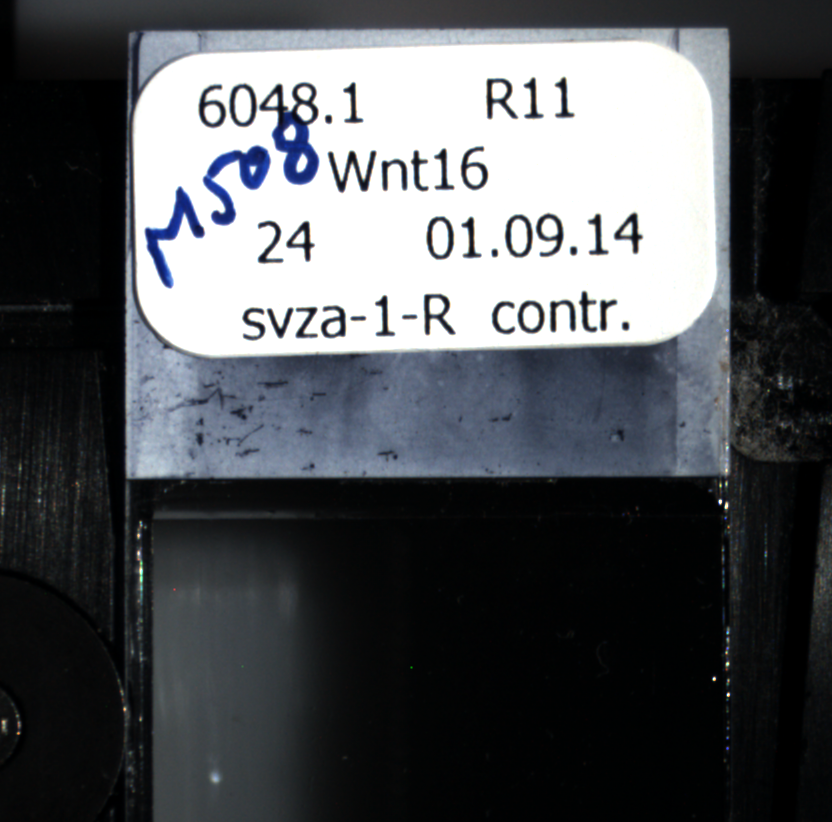 6048.1 R11
M508
Wnt16
24 01.09.14
svza-1-R contr.